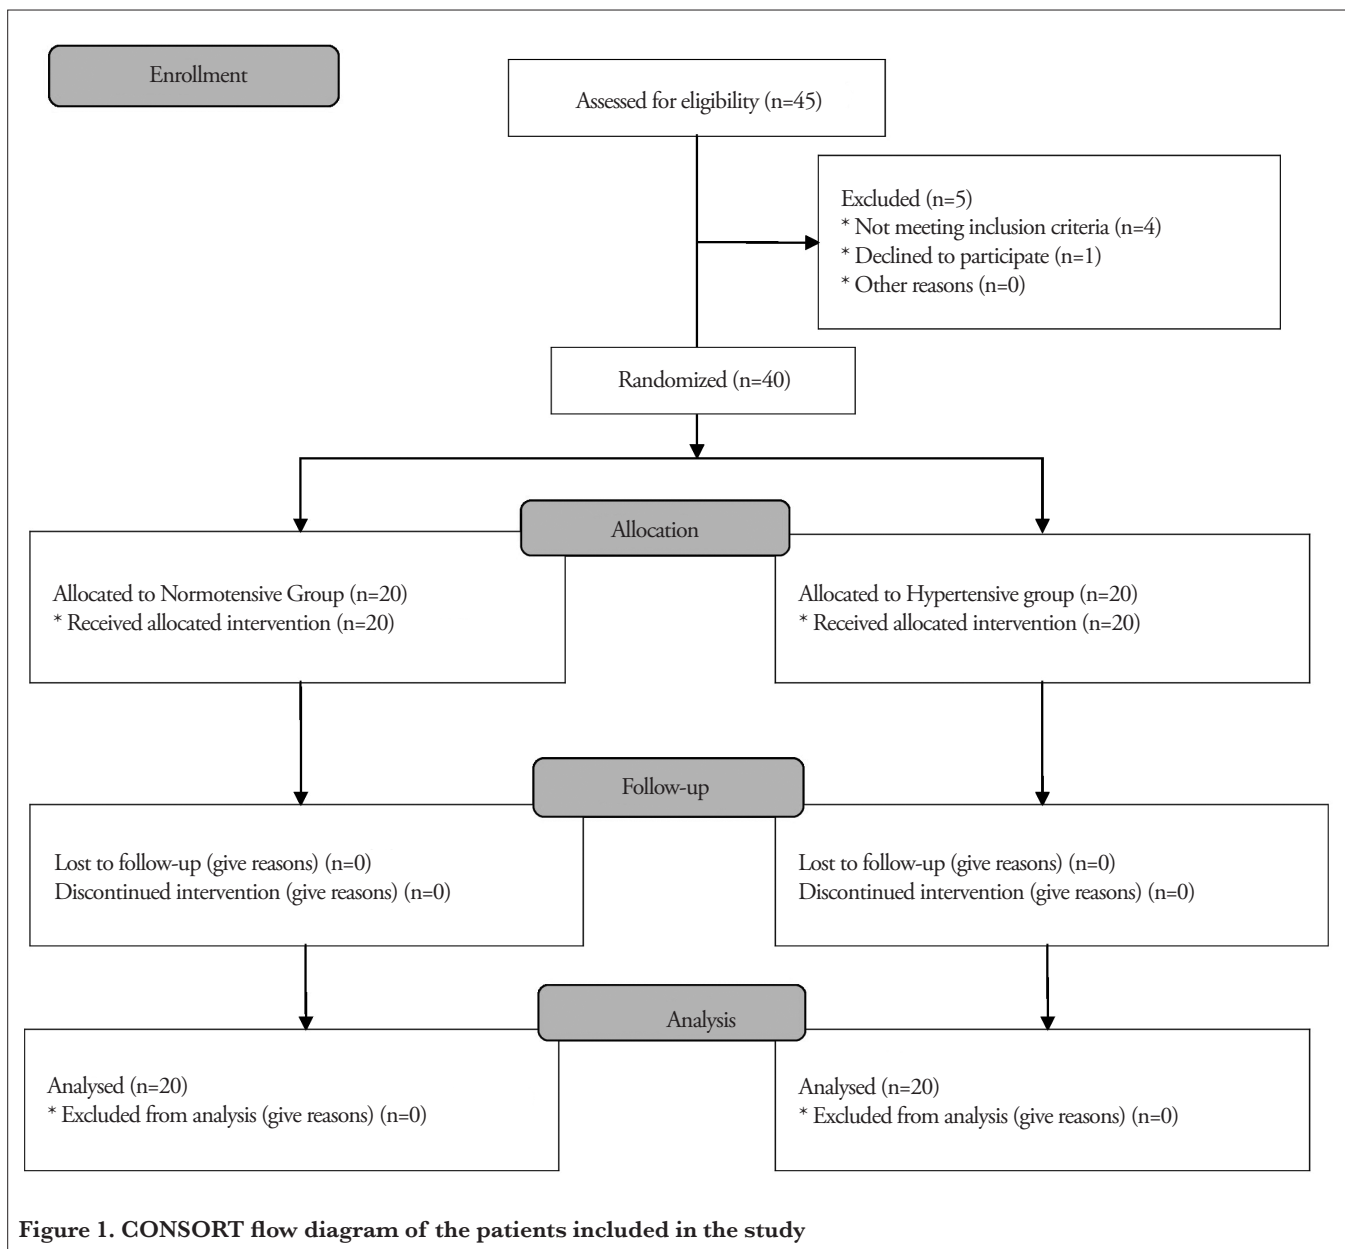 Enrollment
Assessed for eligibility (n=45)
Excluded (n=5)
* Not meeting inclusion criteria (n=4)
* Declined to participate (n=1)
* Other reasons (n=0)
Randomized (n=40)
Allocation
Allocated to Normotensive Group (n=20)
* Received allocated intervention (n=20)
Allocated to Hypertensive group (n=20)
* Received allocated intervention (n=20)
Follow-up
Lost to follow-up (give reasons) (n=0)
Discontinued intervention (give reasons) (n=0)
Lost to follow-up (give reasons) (n=0)
Discontinued intervention (give reasons) (n=0)
Analysis
Analysed (n=20)
* Excluded from analysis (give reasons) (n=0)
Analysed (n=20)
* Excluded from analysis (give reasons) (n=0)
Figure 1. CONSORT flow diagram of the patients included in the study